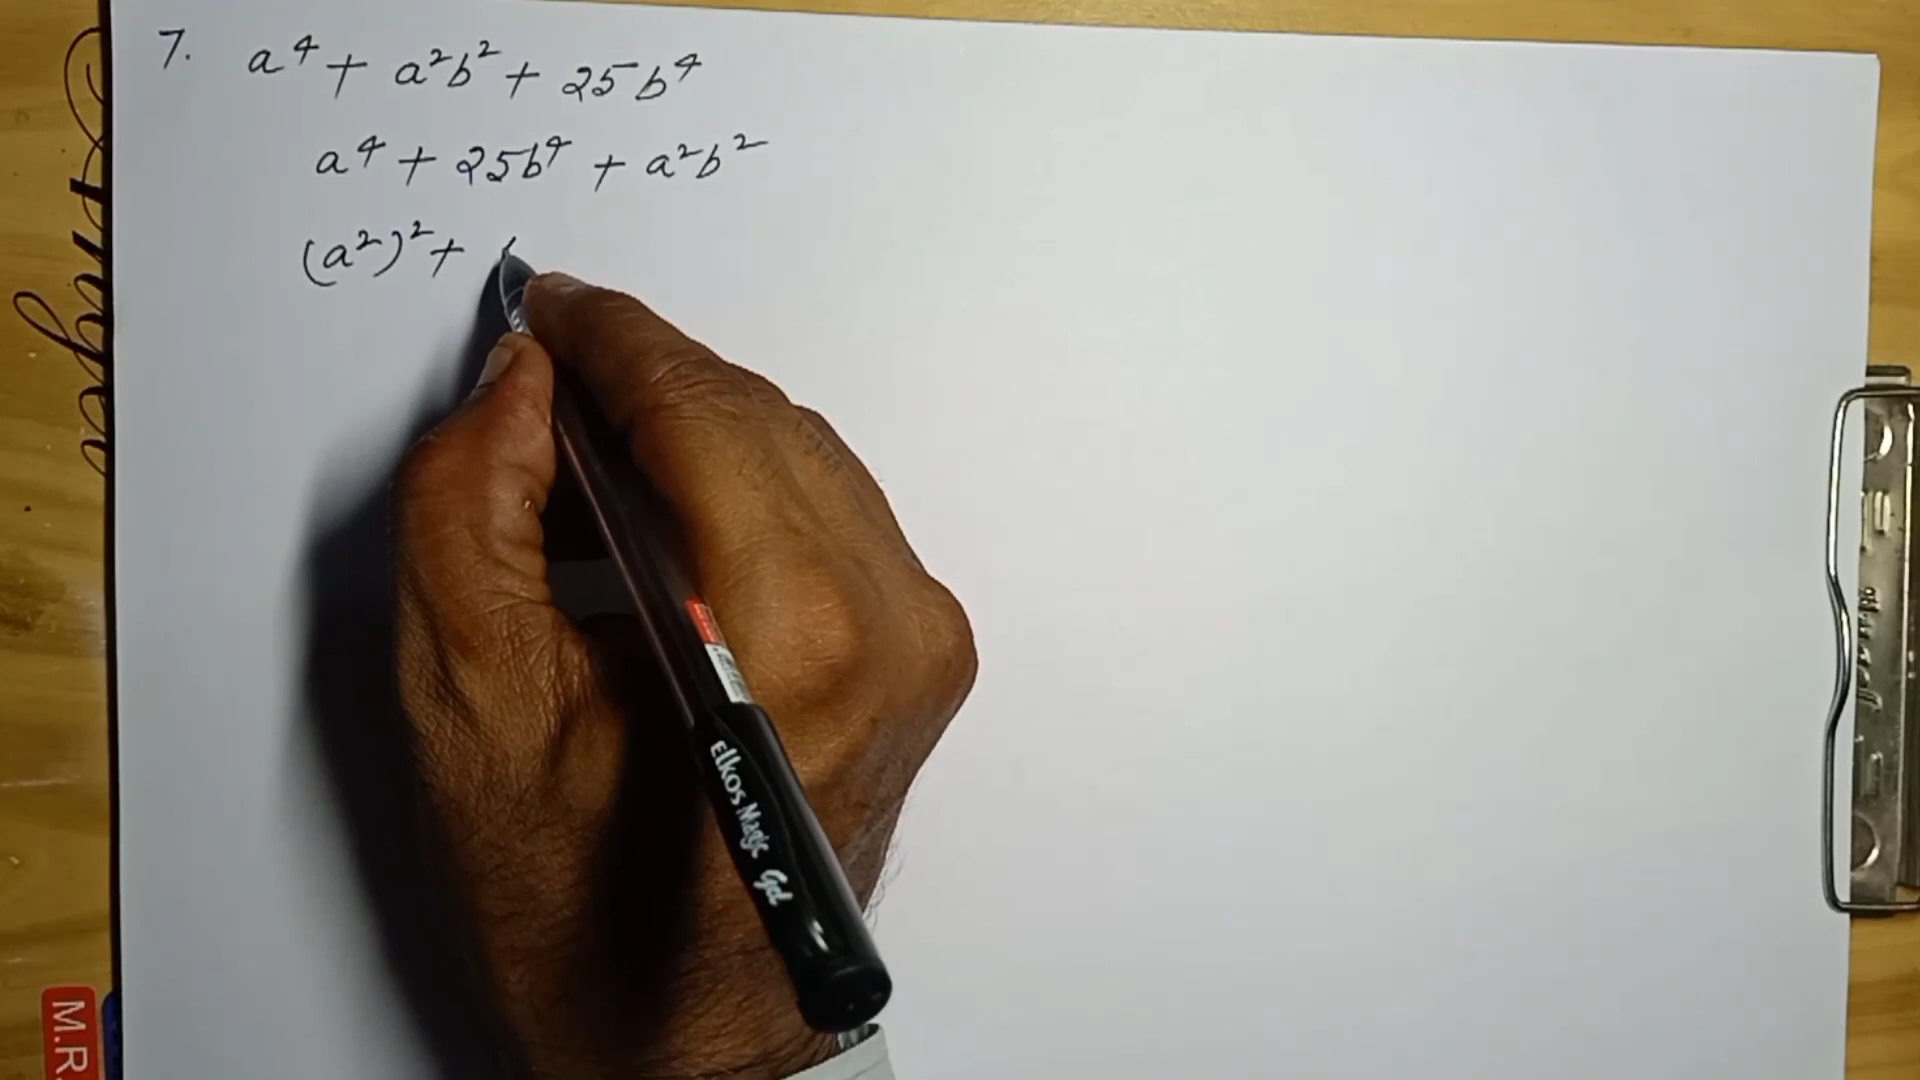 7. a⁴ + a²b² + 25b⁴
a⁴ + 25b⁴ + a²b²
(a²)² + (
Elkos Magic Gel
M.R.